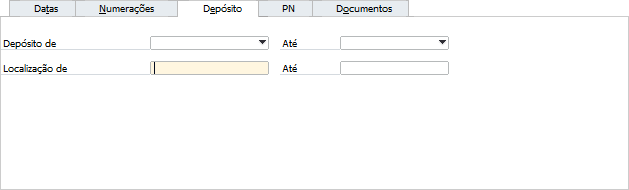 Datas Numerações Depósito PN Documentos
Depósito de Até
Localização de Até